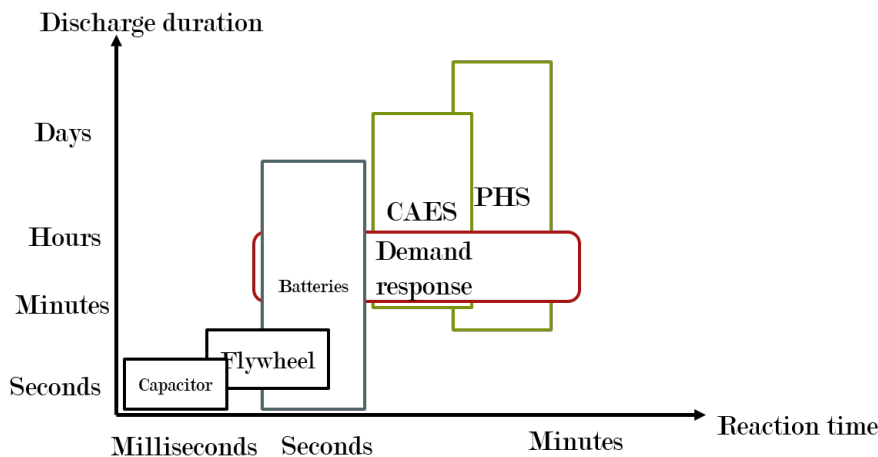 Discharge duration
Days
PHS
CAES
Hours
Demand
response
Batteries
Minutes
Flywheel
Capacitor
Seconds
Reaction time
Milliseconds
Seconds
Minutes